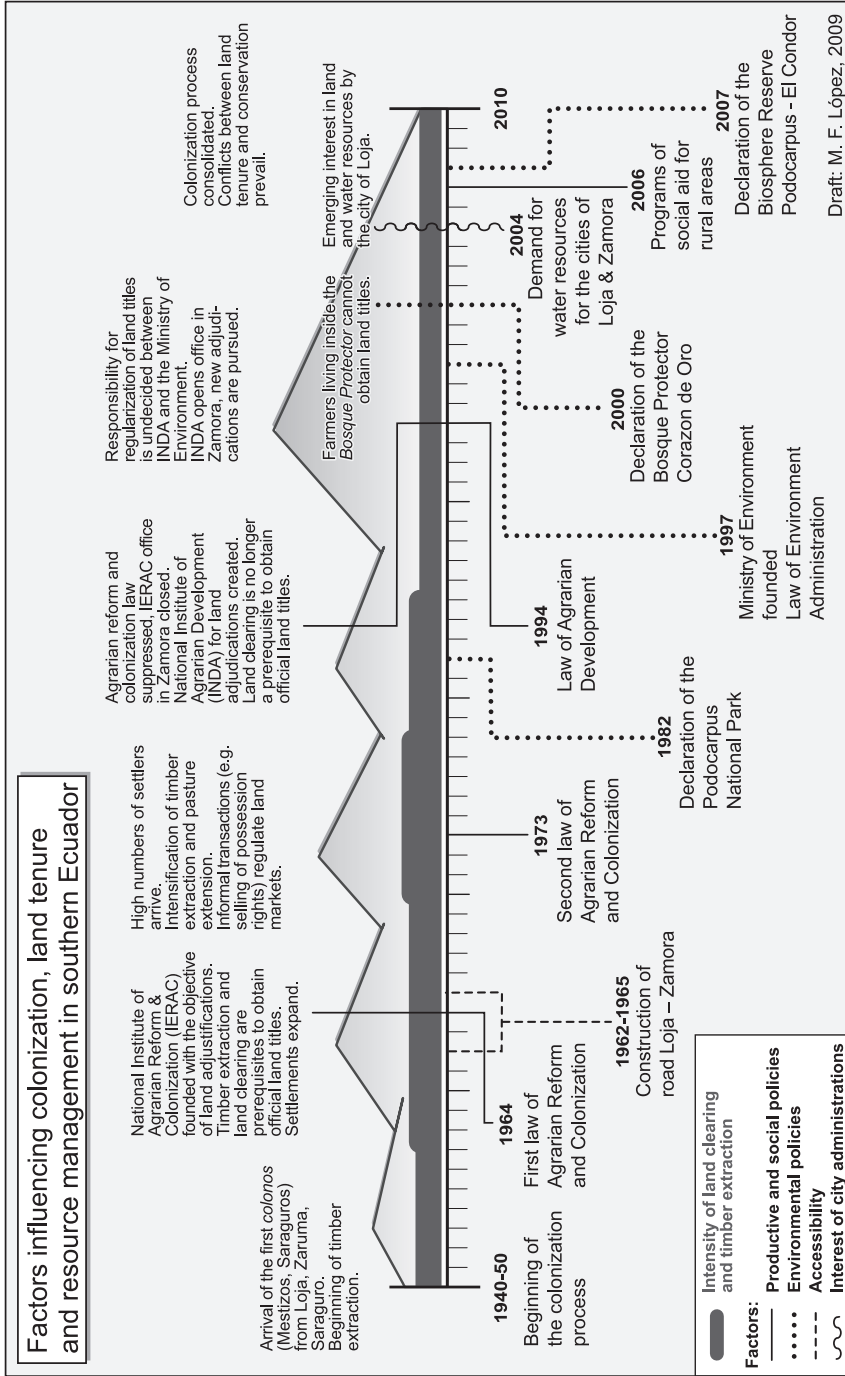 Factors influencing colonization, land tenure
and resource management in southern Ecuador
Arrival of the first colonos
(Mestizos, Saraguros)
from Loja, Zaruma,
Saraguro.
Beginning of timber
extraction.
National Institute of
Agrarian Reform &
Colonization (IERAC)
founded with the objective
of land adjustifications.
Timber extraction and
land clearing are
prerequisites to obtain
official land titles.
Settlements expand.
High numbers of settlers
arrive.
Intensification of timber
extraction and pasture
extension.
Informal transactions (e.g.
selling of possession
rights) regulate land
markets.
Agrarian reform and
colonization law
suppressed, IERAC office
in Zamora closed.
National Institute of
Agrarian Development
(INDA) for land
adjudications created.
Land clearing is no longer
a prerequisite to obtain
official land titles.
Responsibility for
regularization of land titles
is undecided between
INDA and the Ministry of
Environment.
INDA opens office in
Zamora, new adjudi-
cations are pursued.
Colonization process
consolidated.
Conflicts between land
tenure and conservation
prevail.
Farmers living inside the
Bosque Protector cannot
obtain land titles.
Emerging interest in land
and water resources by
the city of Loja.
1940-50
Beginning of
the colonization
process
1964
First law of
Agrarian Reform
and Colonization
1962-1965
Construction of
road Loja – Zamora
1973
Second law of
Agrarian Reform
and Colonization
1982
Declaration of the
Podocarpus
National Park
1994
Law of Agrarian
Development
1997
Ministry of Environment
founded
Law of Environment
Administration
2000
Declaration of the
Bosque Protector
Corazon de Oro
2004
Demand for
water resources
for the cities of
Loja & Zamora
2006
Programs of
social aid for
rural areas
2007
Declaration of the
Biosphere Reserve
Podocarpus - El Condor
2010
Intensity of land clearing
and timber extraction
Factors:
Productive and social policies
Environmental policies
Accessibility
Interest of city administrations
Draft: M. F. López, 2009